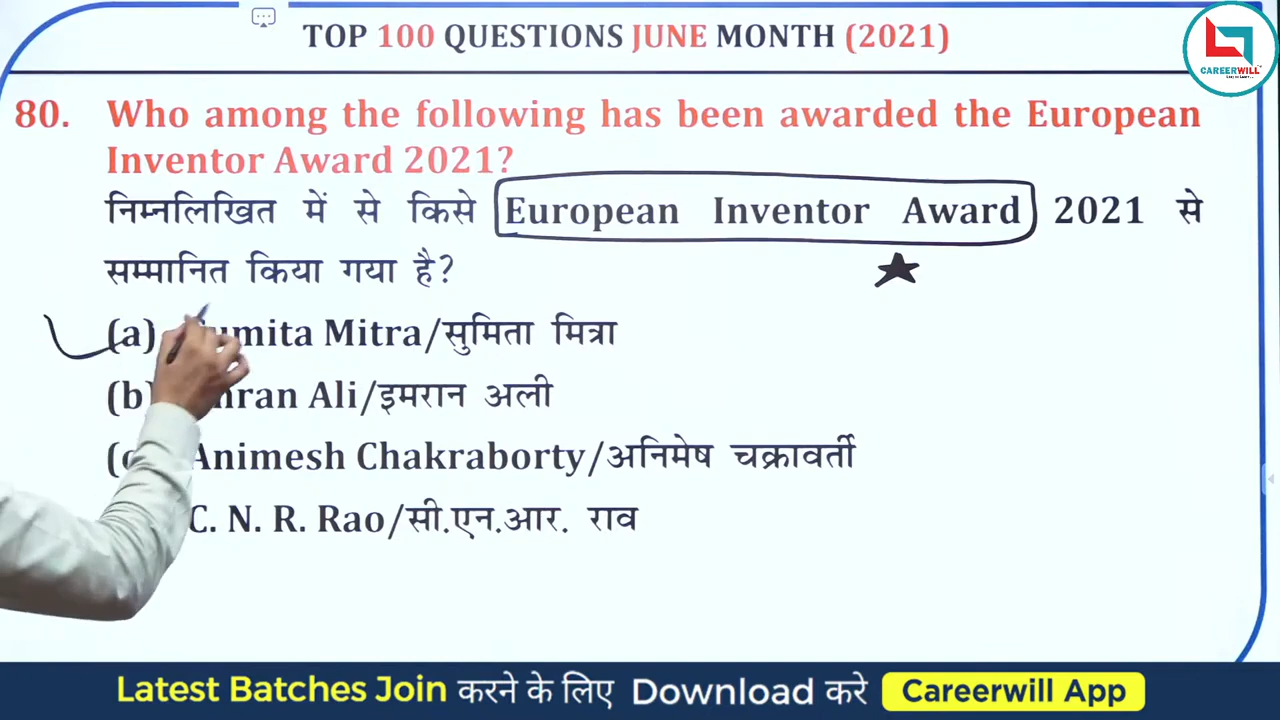 TOP 100 QUESTIONS JUNE MONTH (2021)
CAREERWILL
80. Who among the following has been awarded the European
Inventor Award 2021?
निम्नलिखित में से किसे European Inventor Award 2021 से
सम्मानित किया गया है?
(a) Sumita Mitra/सुमिता मित्रा
(b) Ali/इमरान अली
Animesh Chakraborty/अनिमेष चक्रावर्ती
C. N. R. Rao/सी.एन.आर. राव
Latest Batches Join करने के लिए Download करे Careerwill App